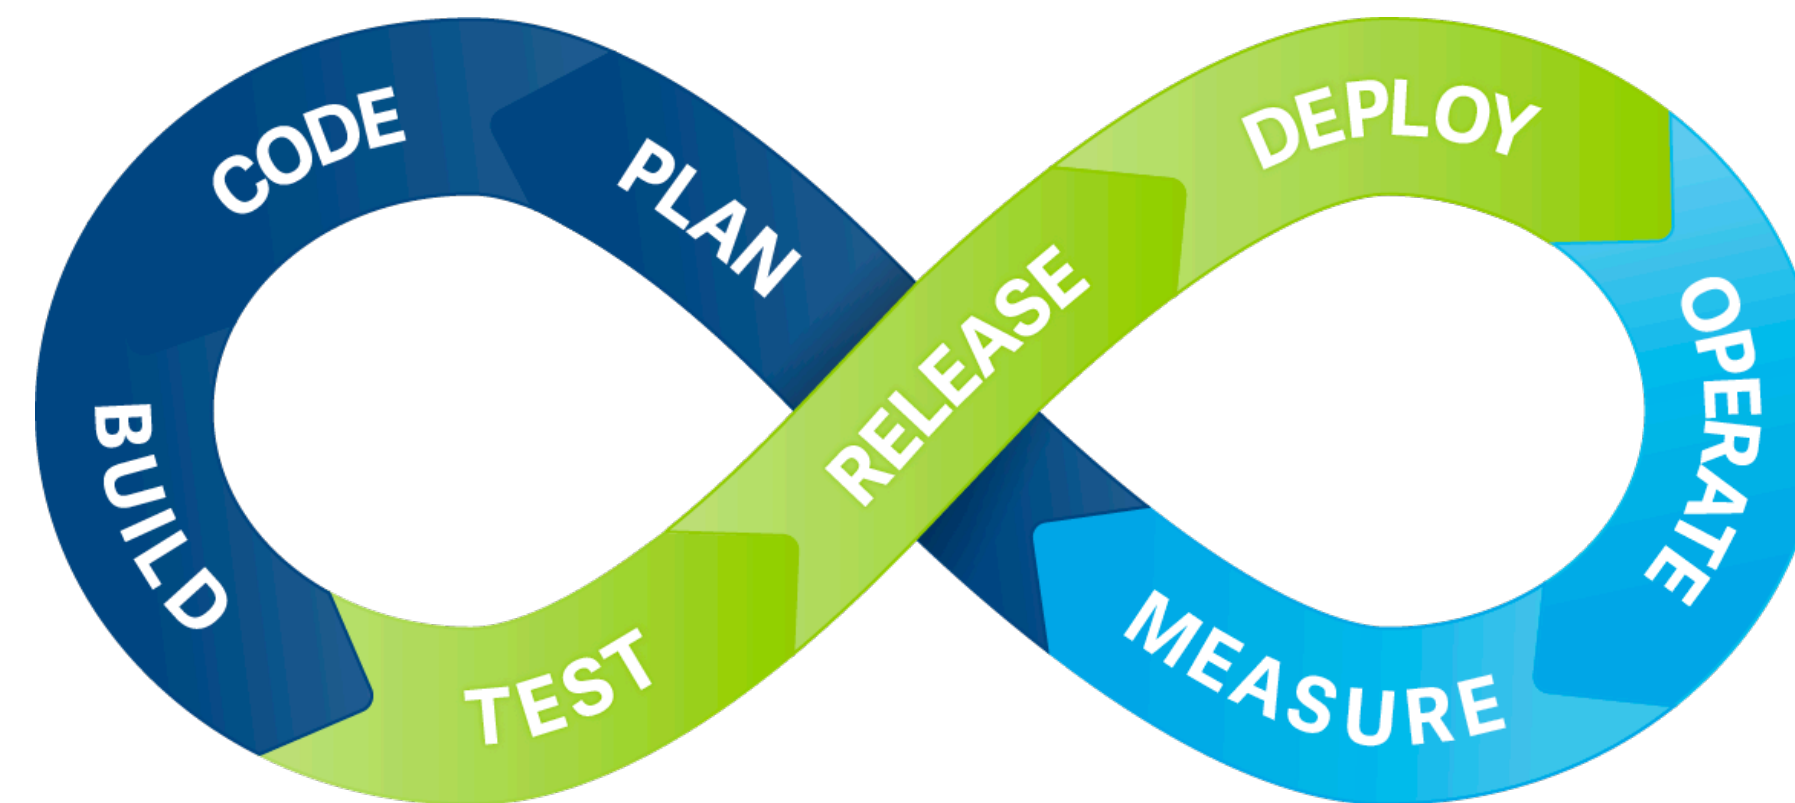 PLAN
CODE
BUILD
TEST
RELEASE
DEPLOY
OPERATE
MEASURE